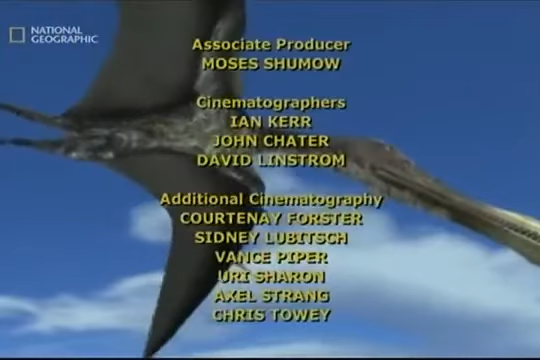 NATIONAL
GEOGRAPHIC
Associate Producer
MOSES SHUMOW
Cinematographers
IAN KERR
JOHN CHATER
DAVID LINSTROM
Additional Cinematography
COURTENAY FORSTER
SIDNEY LUBITSCH
VANCE PIPER
URI SHARON
AXEL STRANG
CHRIS TOWEY